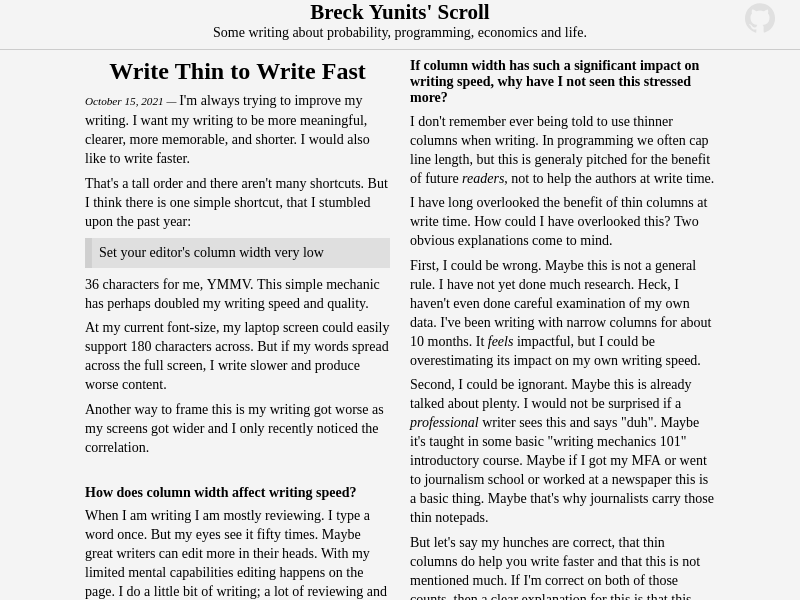 Breck Yunits' Scroll
Some writing about probability, programming, economics and life.
Write Thin to Write Fast
October 15, 2021 — I'm always trying to improve my
writing. I want my writing to be more meaningful,
clearer, more memorable, and shorter. I would also
like to write faster.
That's a tall order and there aren't many shortcuts. But
I think there is one simple shortcut, that I stumbled
upon the past year:
Set your editor's column width very low
36 characters for me, YMMV. This simple mechanic
has perhaps doubled my writing speed and quality.
At my current font-size, my laptop screen could easily
support 180 characters across. But if my words spread
across the full screen, I write slower and produce
worse content.
Another way to frame this is my writing got worse as
my screens got wider and I only recently noticed the
correlation.
How does column width affect writing speed?
When I am writing I am mostly reviewing. I type a
word once. But my eyes see it fifty times. Maybe
great writers can edit more in their heads. With my
limited mental capabilities editing happens on the
page. I do a little bit of writing; a lot of reviewing and
If column width has such a significant impact on
writing speed, why have I not seen this stressed
more?
I don't remember ever being told to use thinner
columns when writing. In programming we often cap
line length, but this is generaly pitched for the benefit
of future readers, not to help the authors at write time.
I have long overlooked the benefit of thin columns at
write time. How could I have overlooked this? Two
obvious explanations come to mind.
First, I could be wrong. Maybe this is not a general
rule. I have not yet done much research. Heck, I
haven't even done careful examination of my own
data. I've been writing with narrow columns for about
10 months. It feels impactful, but I could be
overestimating its impact on my own writing speed.
Second, I could be ignorant. Maybe this is already
talked about plenty. I would not be surprised if a
professional writer sees this and says "duh". Maybe
it's taught in some basic "writing mechanics 101"
introductory course. Maybe if I got my MFA or went
to journalism school or worked at a newspaper this is
a basic thing. Maybe that's why journalists carry those
thin notepads.
But let's say my hunches are correct, that thin
columns do help you write faster and that this is not
mentioned much. If I'm correct on both of those
counts, then a clear explanation for this is that this